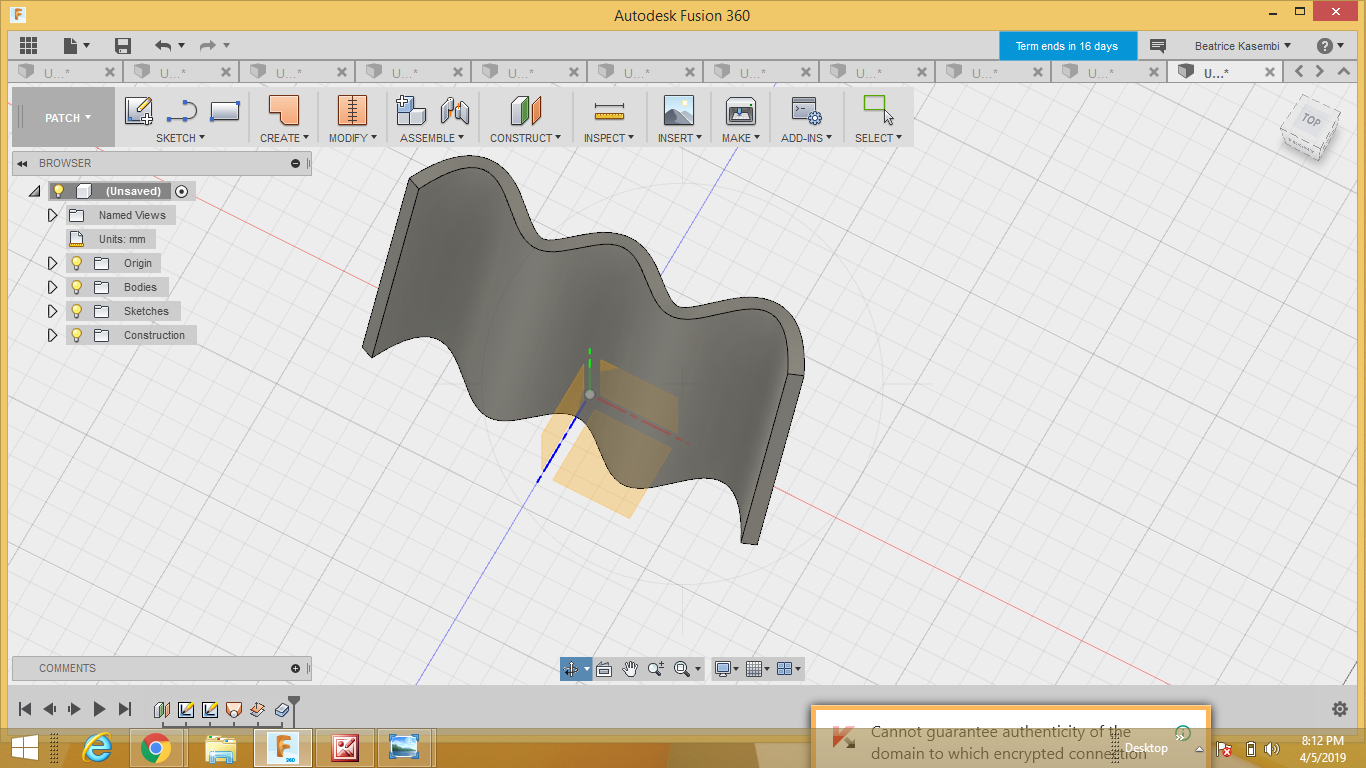 Autodesk Fusion 360
Term ends in 16 days
Beatrice Kasembi
U...* U...* U...* U...* U...* U...* U...* U...* U...* U...* U...*
PATCH
SKETCH CREATE MODIFY ASSEMBLE CONSTRUCT INSPECT INSERT MAKE ADD-INS SELECT
TOP
BROWSER
(Unsaved)
Named Views
Units: mm
Origin
Bodies
Sketches
Construction
COMMENTS
Cannot guarantee authenticity of the
domain to which encrypted connection
Desktop
8:12 PM
4/5/2019